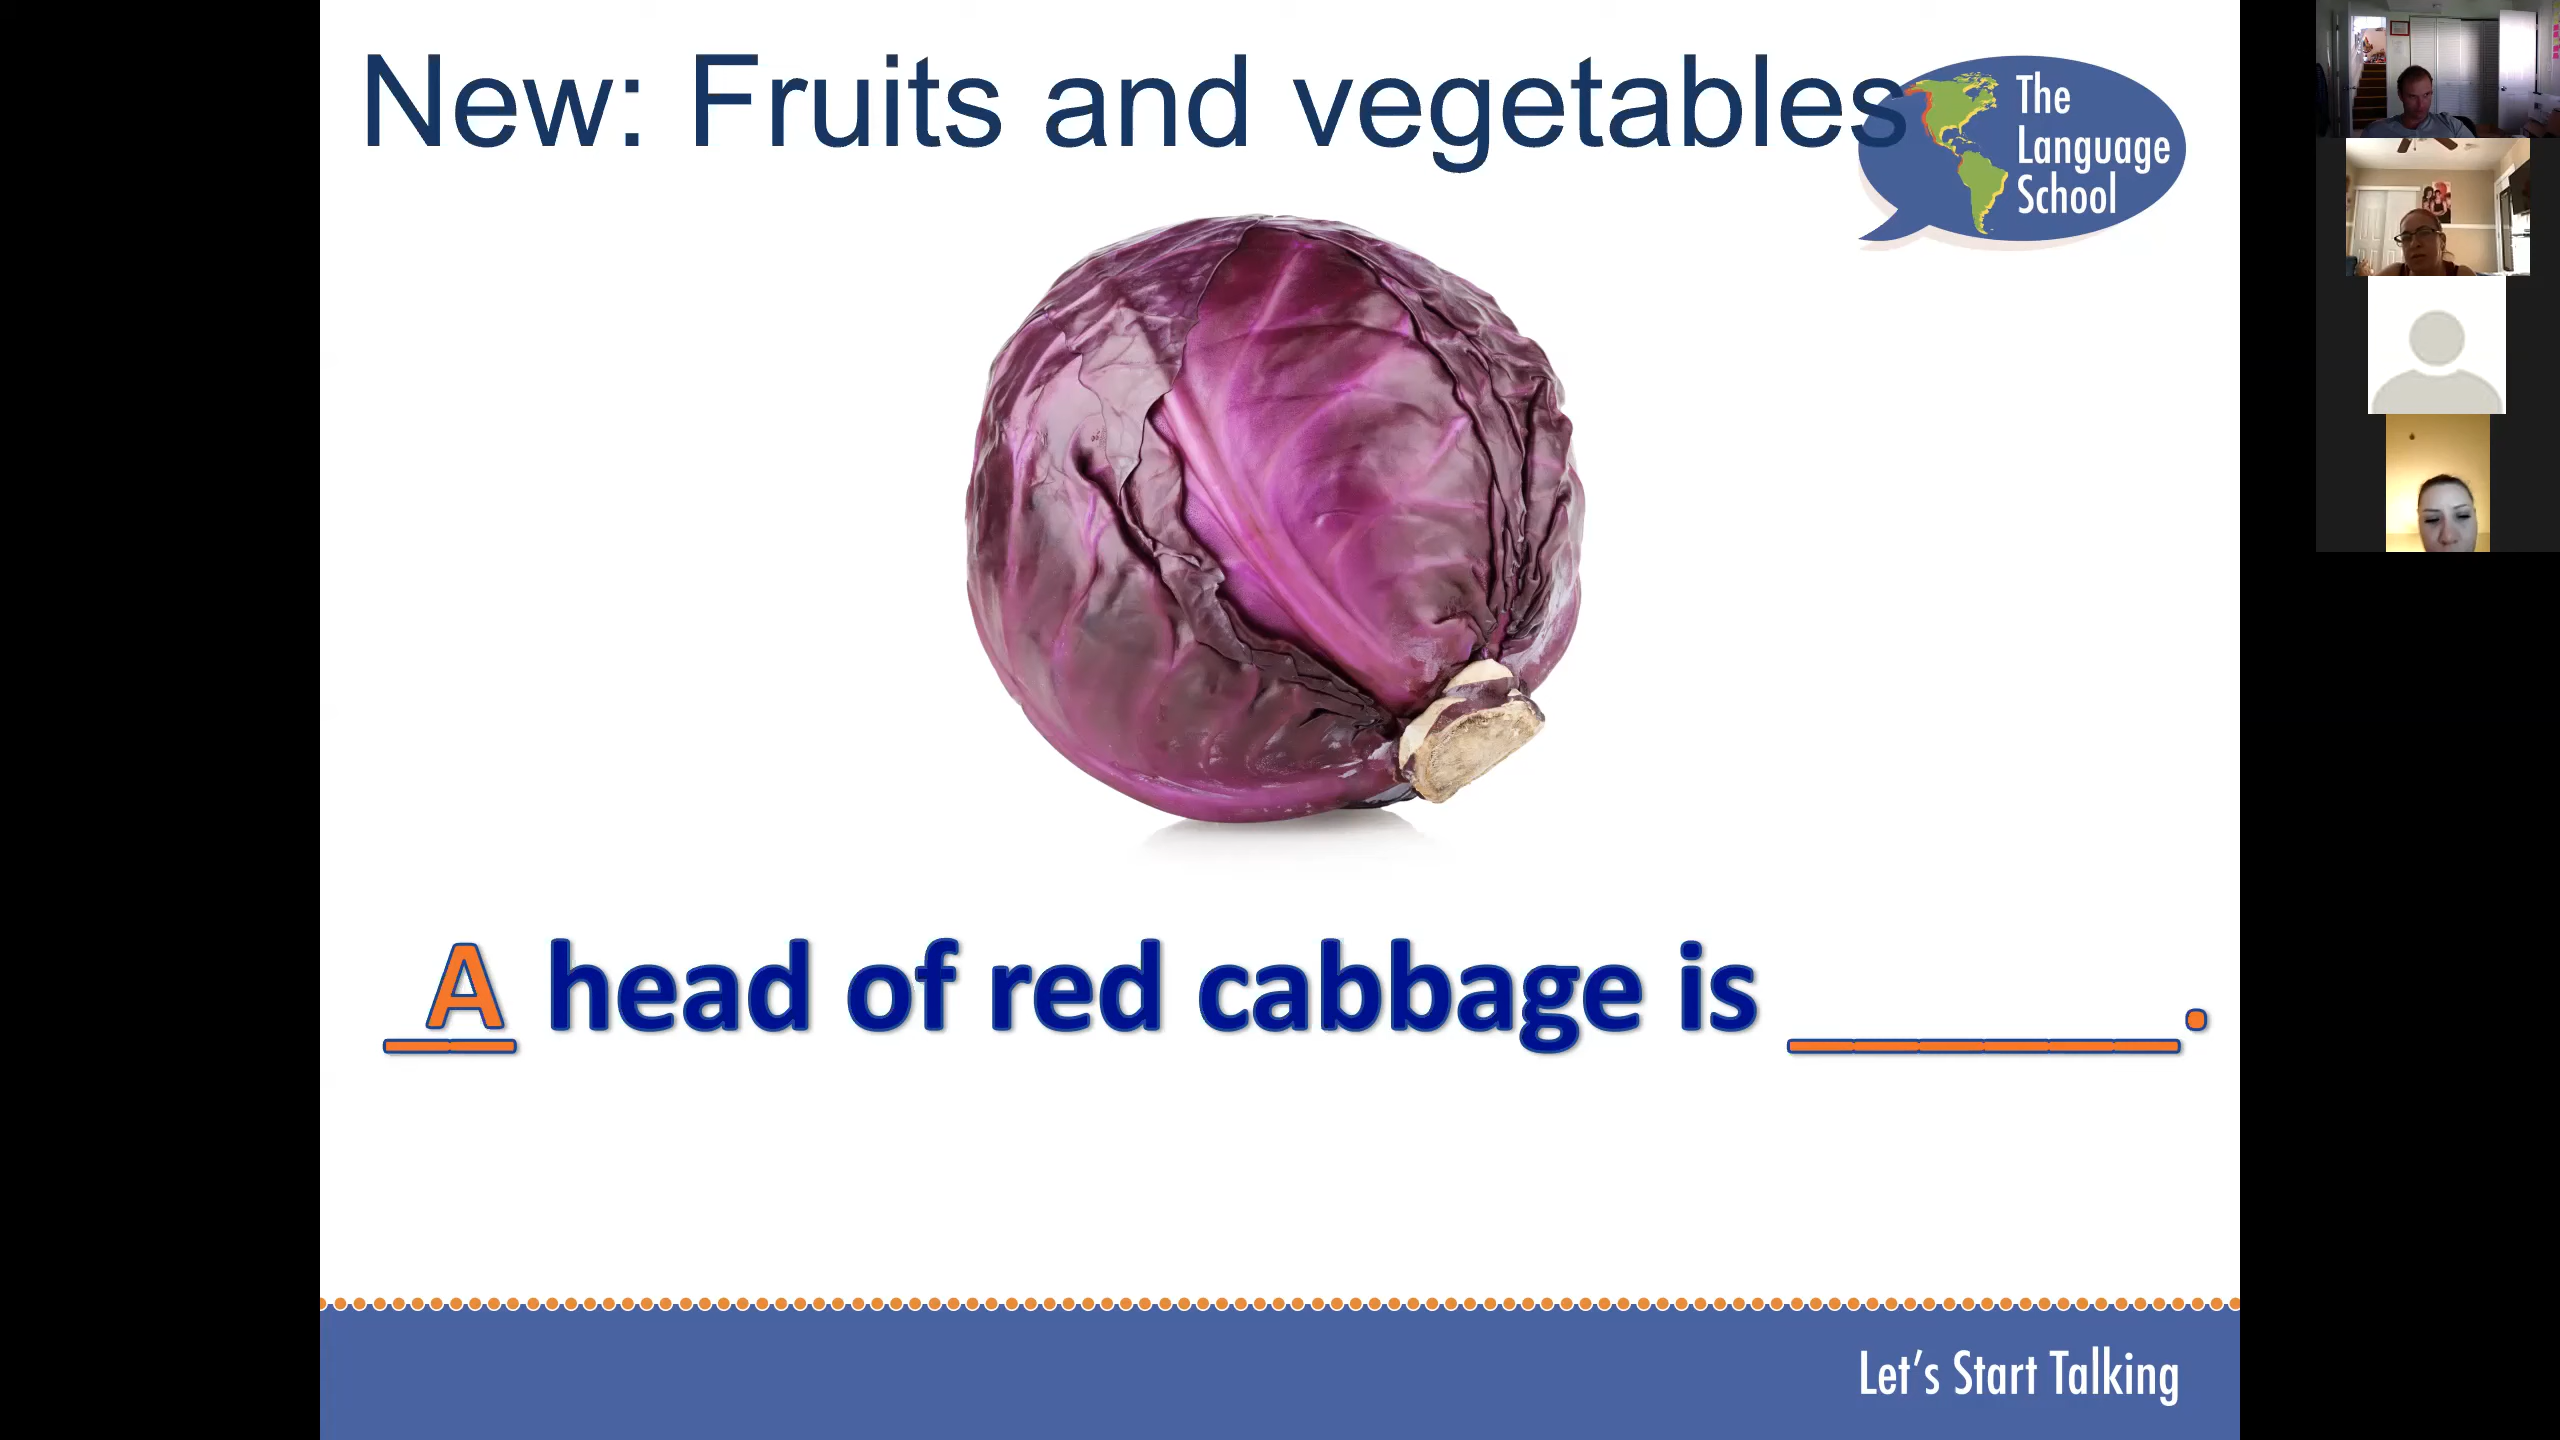 New: Fruits and vegetables
The
Language
School
A head of red cabbage is ______.
Let's Start Talking